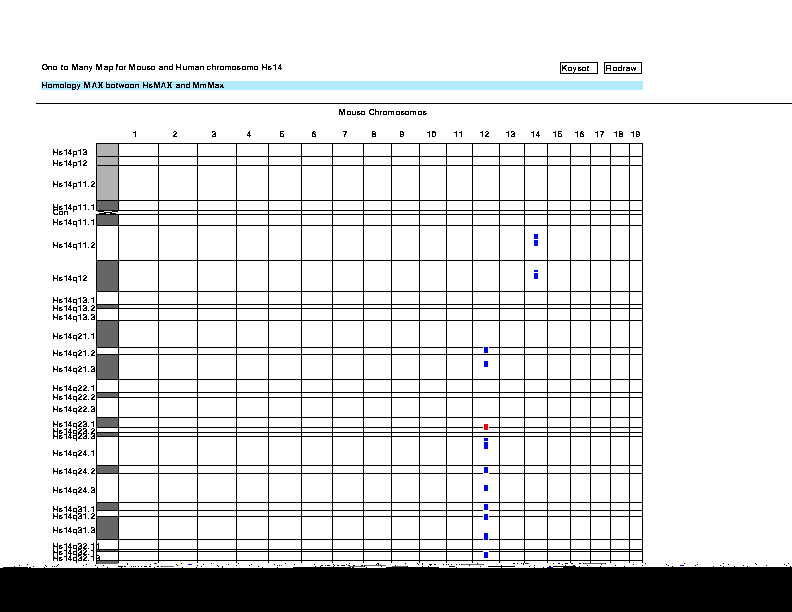 One to Many Map for Mouse and Human chromosome Hs14
Keyset Redraw
Homology MAX between HsMAX and MmMax
Mouse Chromosomes
1 2 3 4 5 6 7 8 9 10 11 12 13 14 16 17 18 19
Hs14p13
Hs14p12
Hs14p11.2
Hs14p11.1
Cen
Hs14q11.1
Hs14q11.2
Hs14q12
Hs14q13.1
Hs14q13.2
Hs14q13.3
Hs14q21.1
Hs14q21.2
Hs14q21.3
Hs14q22.1
Hs14q22.2
Hs14q22.3
Hs14q23.1
Hs14q23.2
Hs14q23.3
Hs14q24.1
Hs14q24.2
Hs14q24.3
Hs14q31.1
Hs14q31.2
Hs14q31.3
Hs14q32.11
Hs14q32.13